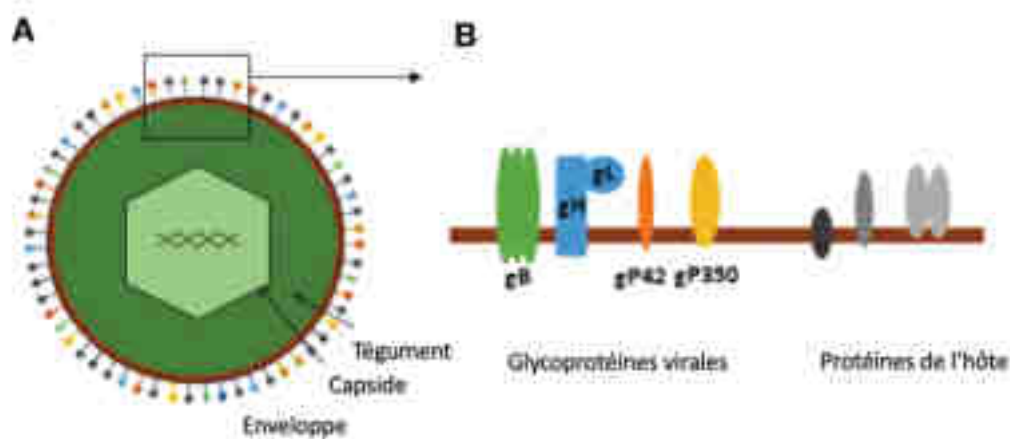 A
B
gL
gH
gB
gP42 gP350
Tégument
Capside
Enveloppe
Glycoprotéines virales
Protéines de l'hôte